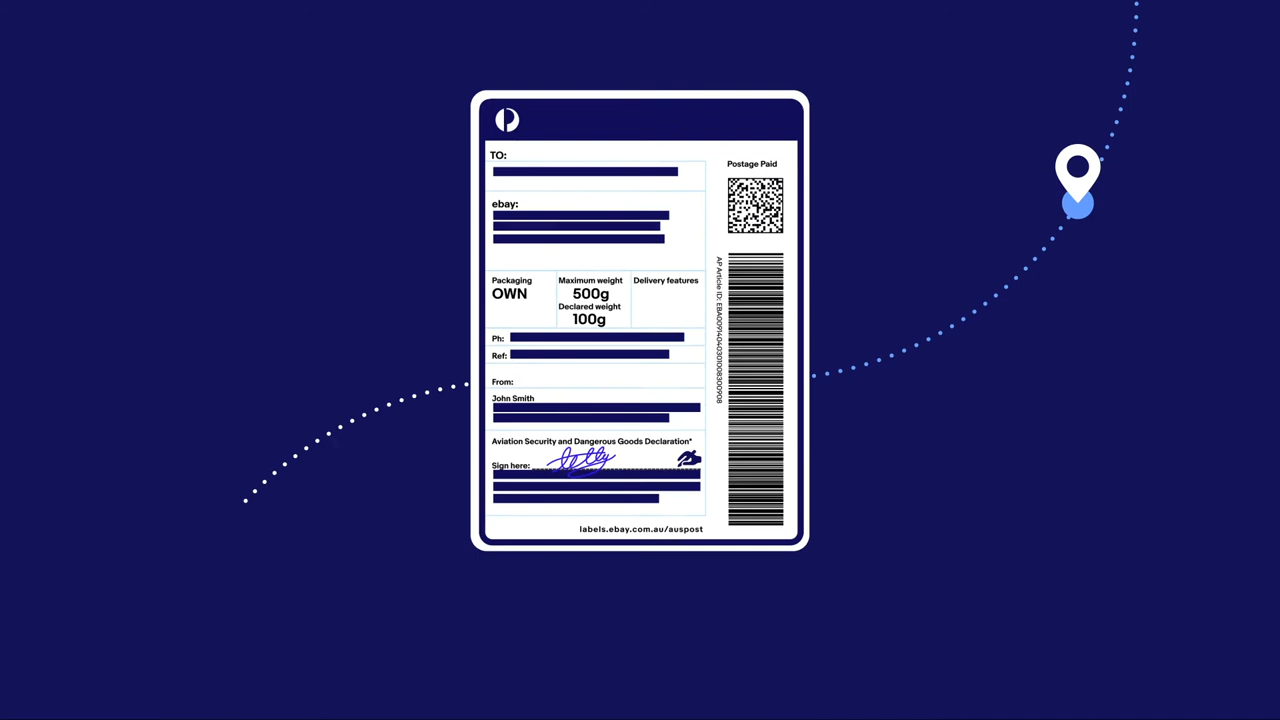 TO:
Postage Paid
ebay:
Packaging
OWN
Maximum weight
500g
Declared weight
100g
Delivery features
Ph:
Ref:
From:
John Smith
Aviation Security and Dangerous Goods Declaration*
Sign here:
labels.ebay.com.au/auspost